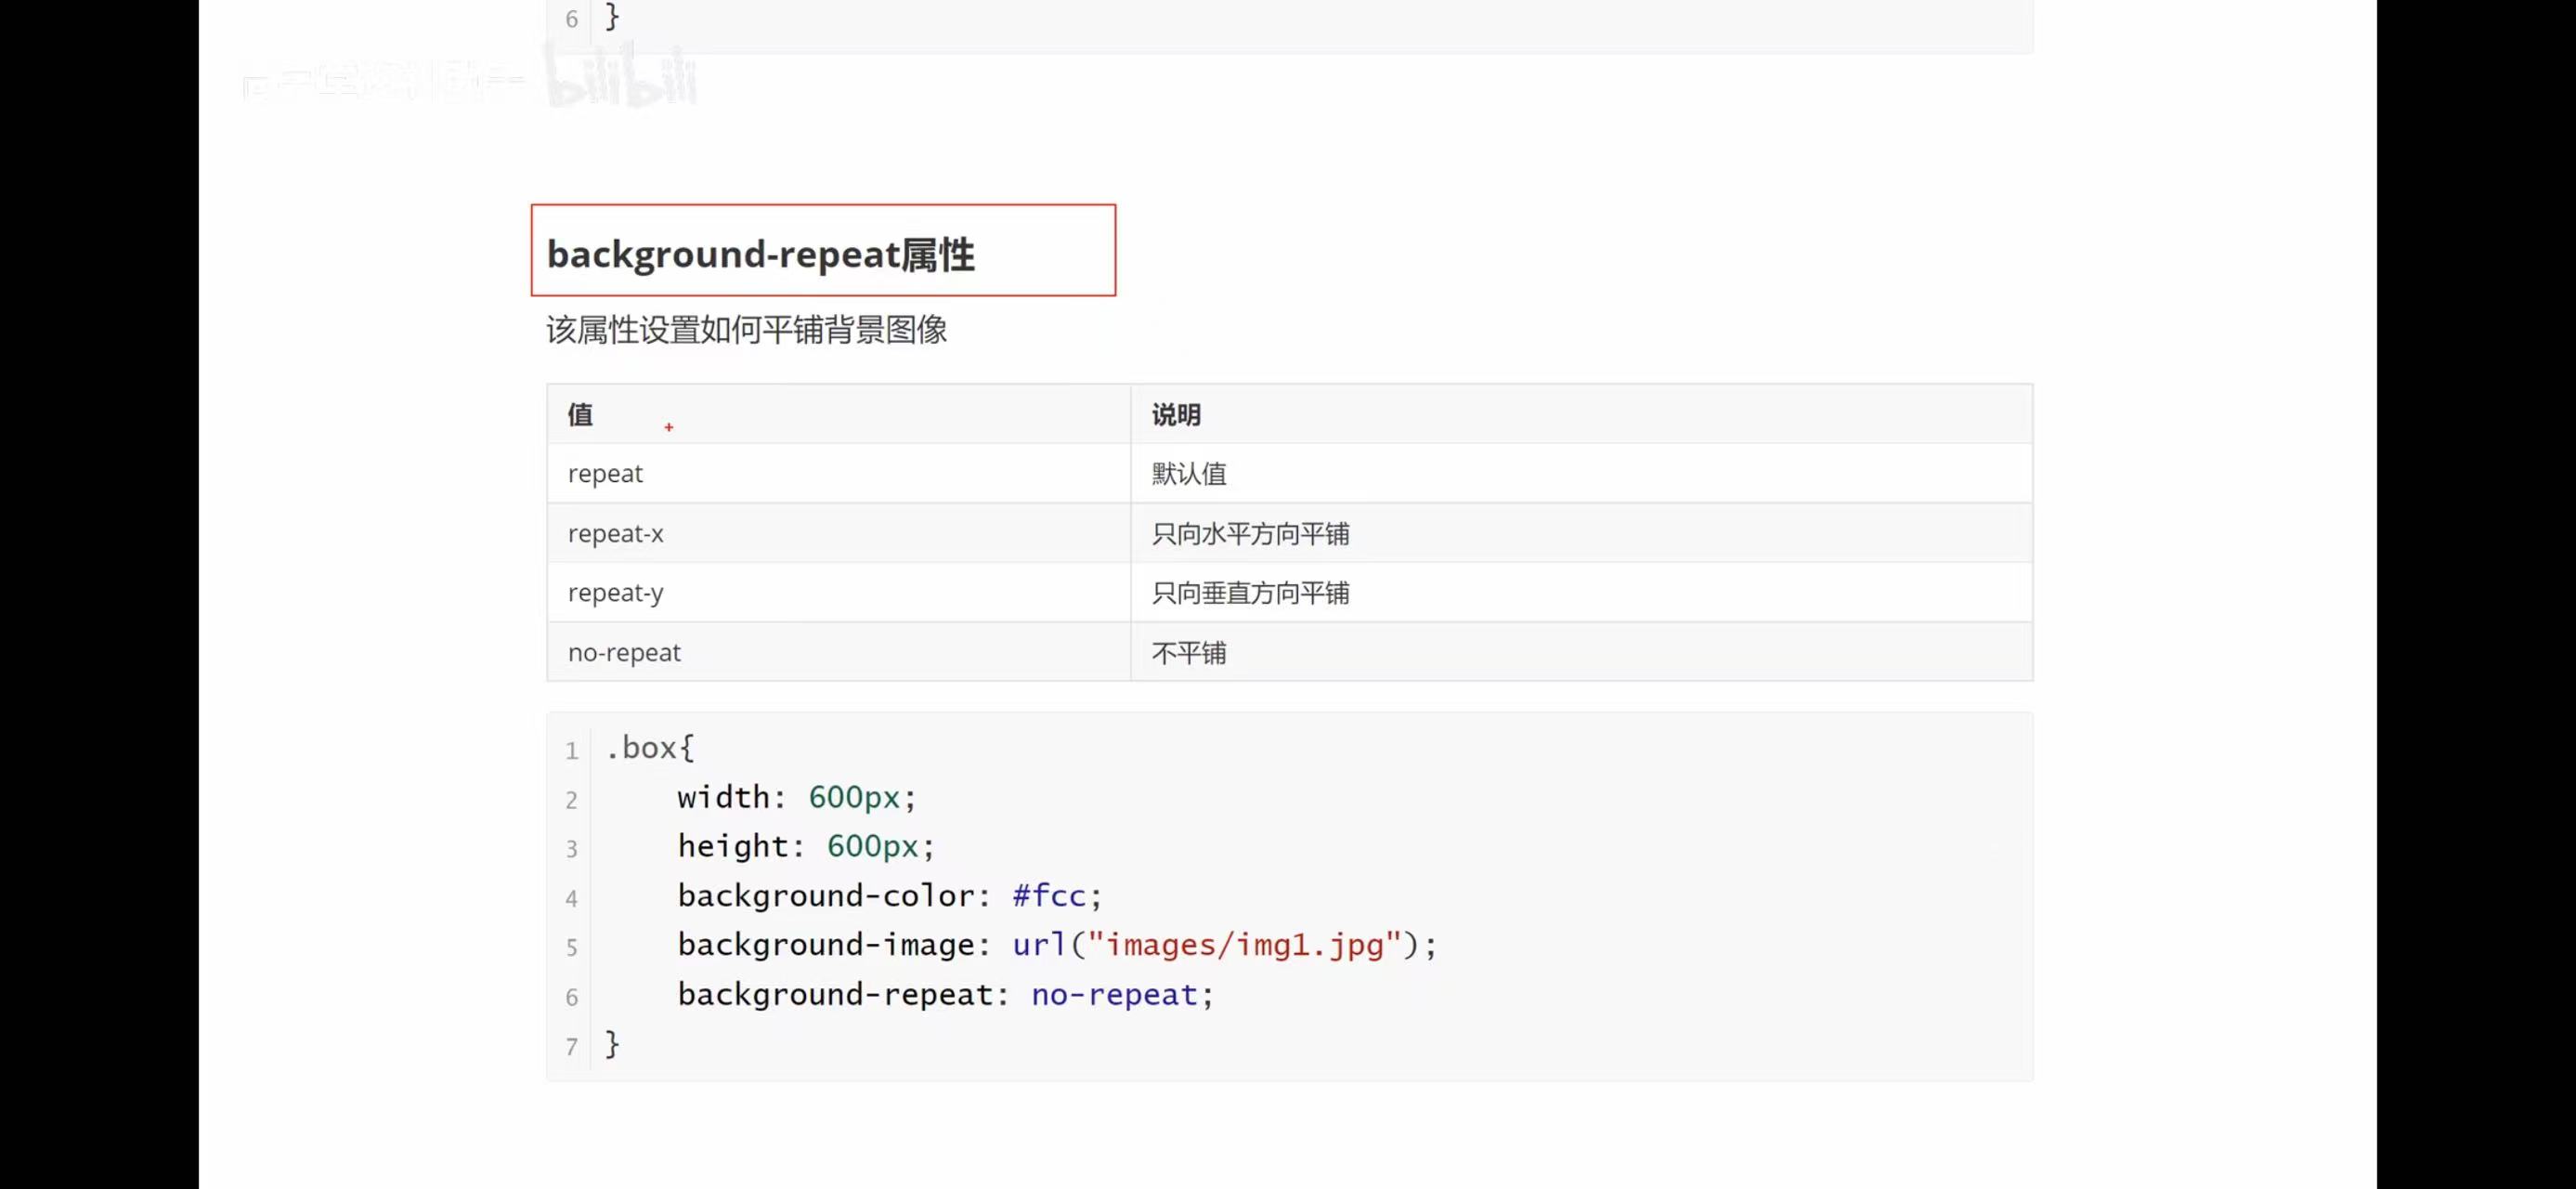 6 }
bilibili
background-repeat属性
该属性设置如何平铺背景图像
值 说明
repeat 默认值
repeat-x 只向水平方向平铺
repeat-y 只向垂直方向平铺
no-repeat 不平铺
1 .box{
2 width: 600px;
3 height: 600px;
4 background-color: #fcc;
5 background-image: url("images/img1.jpg");
6 background-repeat: no-repeat;
7 }